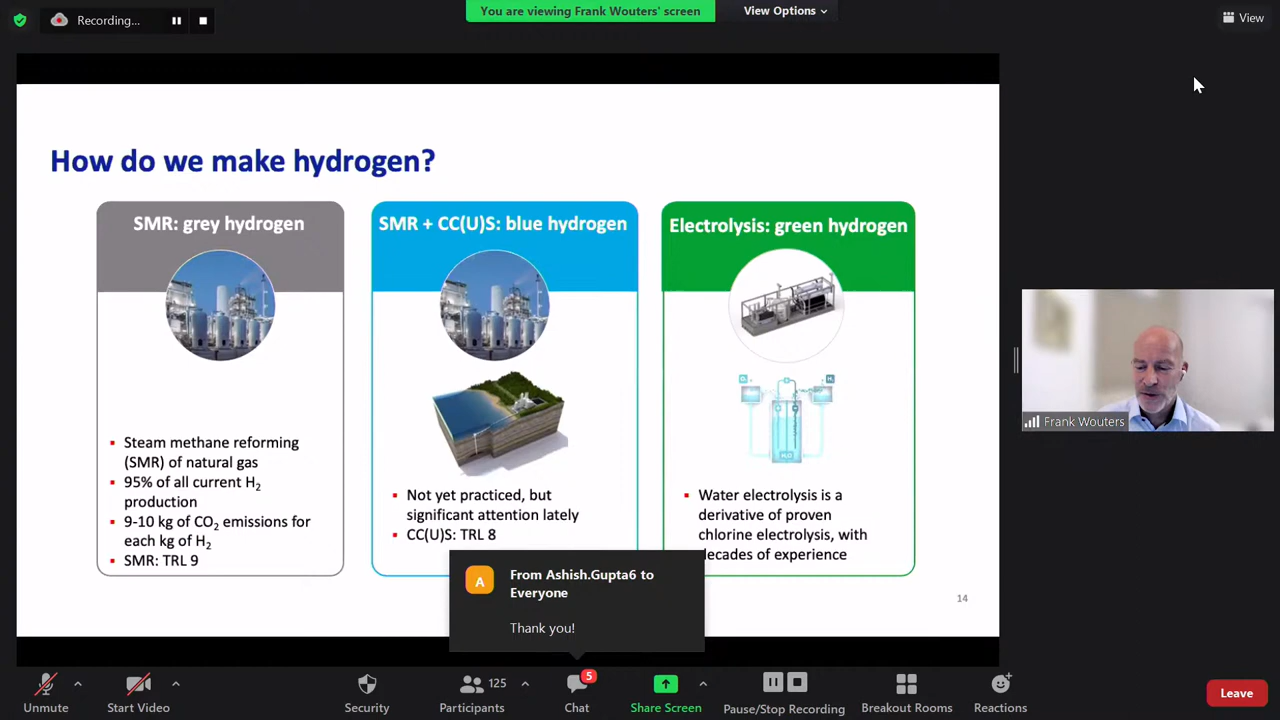 Recording...
You are viewing Frank Wouters' screen
View Options
View
How do we make hydrogen?
SMR: grey hydrogen
Steam methane reforming
(SMR) of natural gas
95% of all current H2
production
9-10 kg of CO2 emissions for
each kg of H2
SMR: TRL 9
SMR + CC(U)S: blue hydrogen
Not yet practiced, but
significant attention lately
CC(U)S: TRL 8
Electrolysis: green hydrogen
H2O
Water electrolysis is a
derivative of proven
chlorine electrolysis, with
decades of experience
14
Frank Wouters
A
From Ashish.Gupta6 to
Everyone
Thank you!
Unmute
Start Video
Security
125
Participants
5
Chat
Share Screen
Pause/Stop Recording
Breakout Rooms
Reactions
Leave